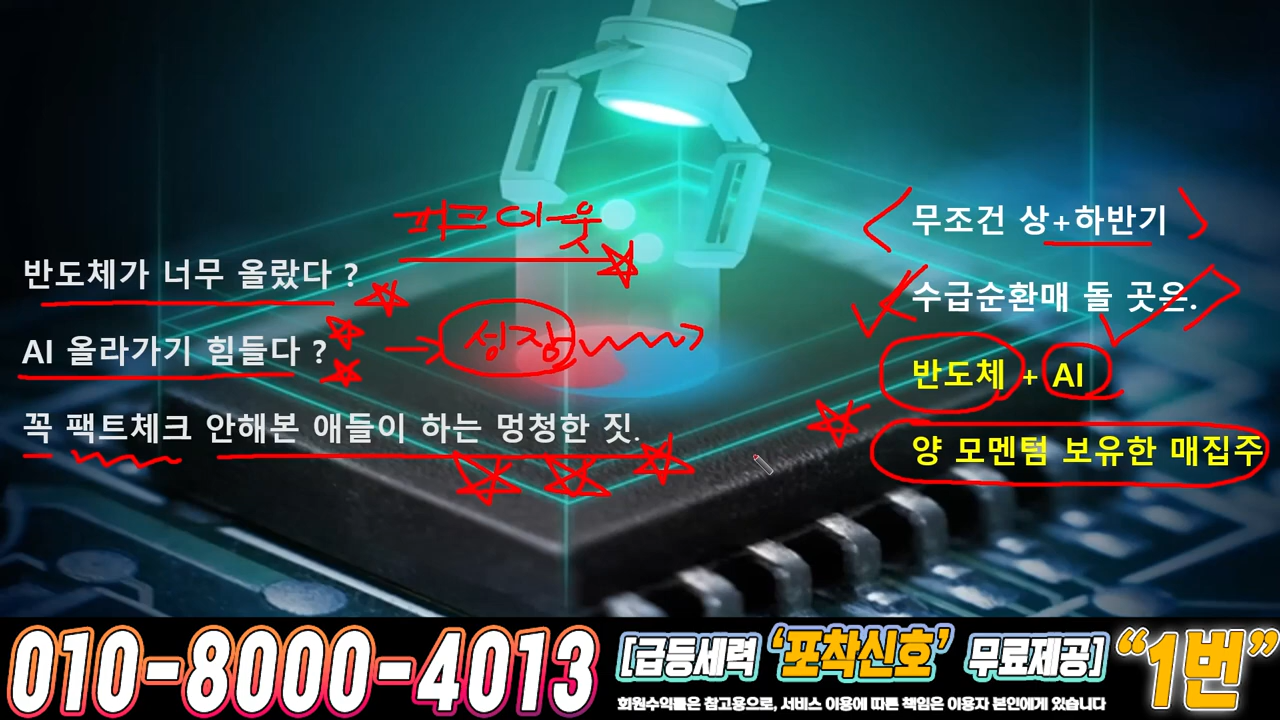 피크아웃
반도체가 너무 올랐다 ?
AI 올라가기 힘들다 ?
성장
꼭 팩트체크 안해본 애들이 하는 멍청한 짓.
무조건 상+하반기
수급순환매 돌 곳은.
반도체 + AI
양 모멘텀 보유한 매집주
010-8000-4013
[급등세력 '포착신호' 무료제공] "1번"
회원수익률은 참고용으로, 서비스 이용에 따른 책임은 이용자 본인에게 있습니다